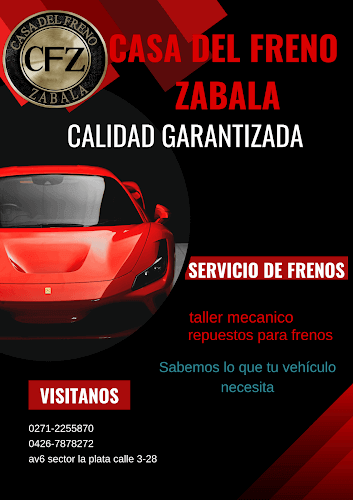 CASA DEL FRENO
CFZ
ZABALA
CASA DEL FRENO
ZABALA
CALIDAD GARANTIZADA
SERVICIO DE FRENOS
taller mecanico
repuestos para frenos
Sabemos lo que tu vehículo
necesita
VISITANOS
0271-2255870
0426-7878272
av6 sector la plata calle 3-28